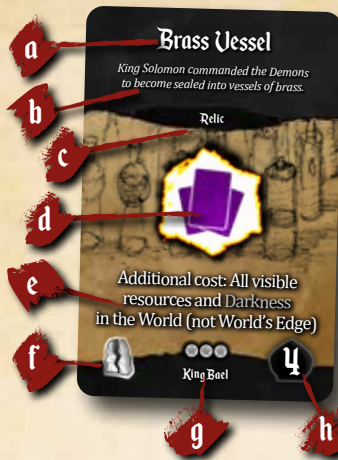 a
Brass Vessel
King Solomon commanded the Demons
to become sealed into vessels of brass.
b
Relic
c
d
Additional cost: All visible
resources and Darkness
in the World (not World's Edge)
e
f
King Bael
4
g
h